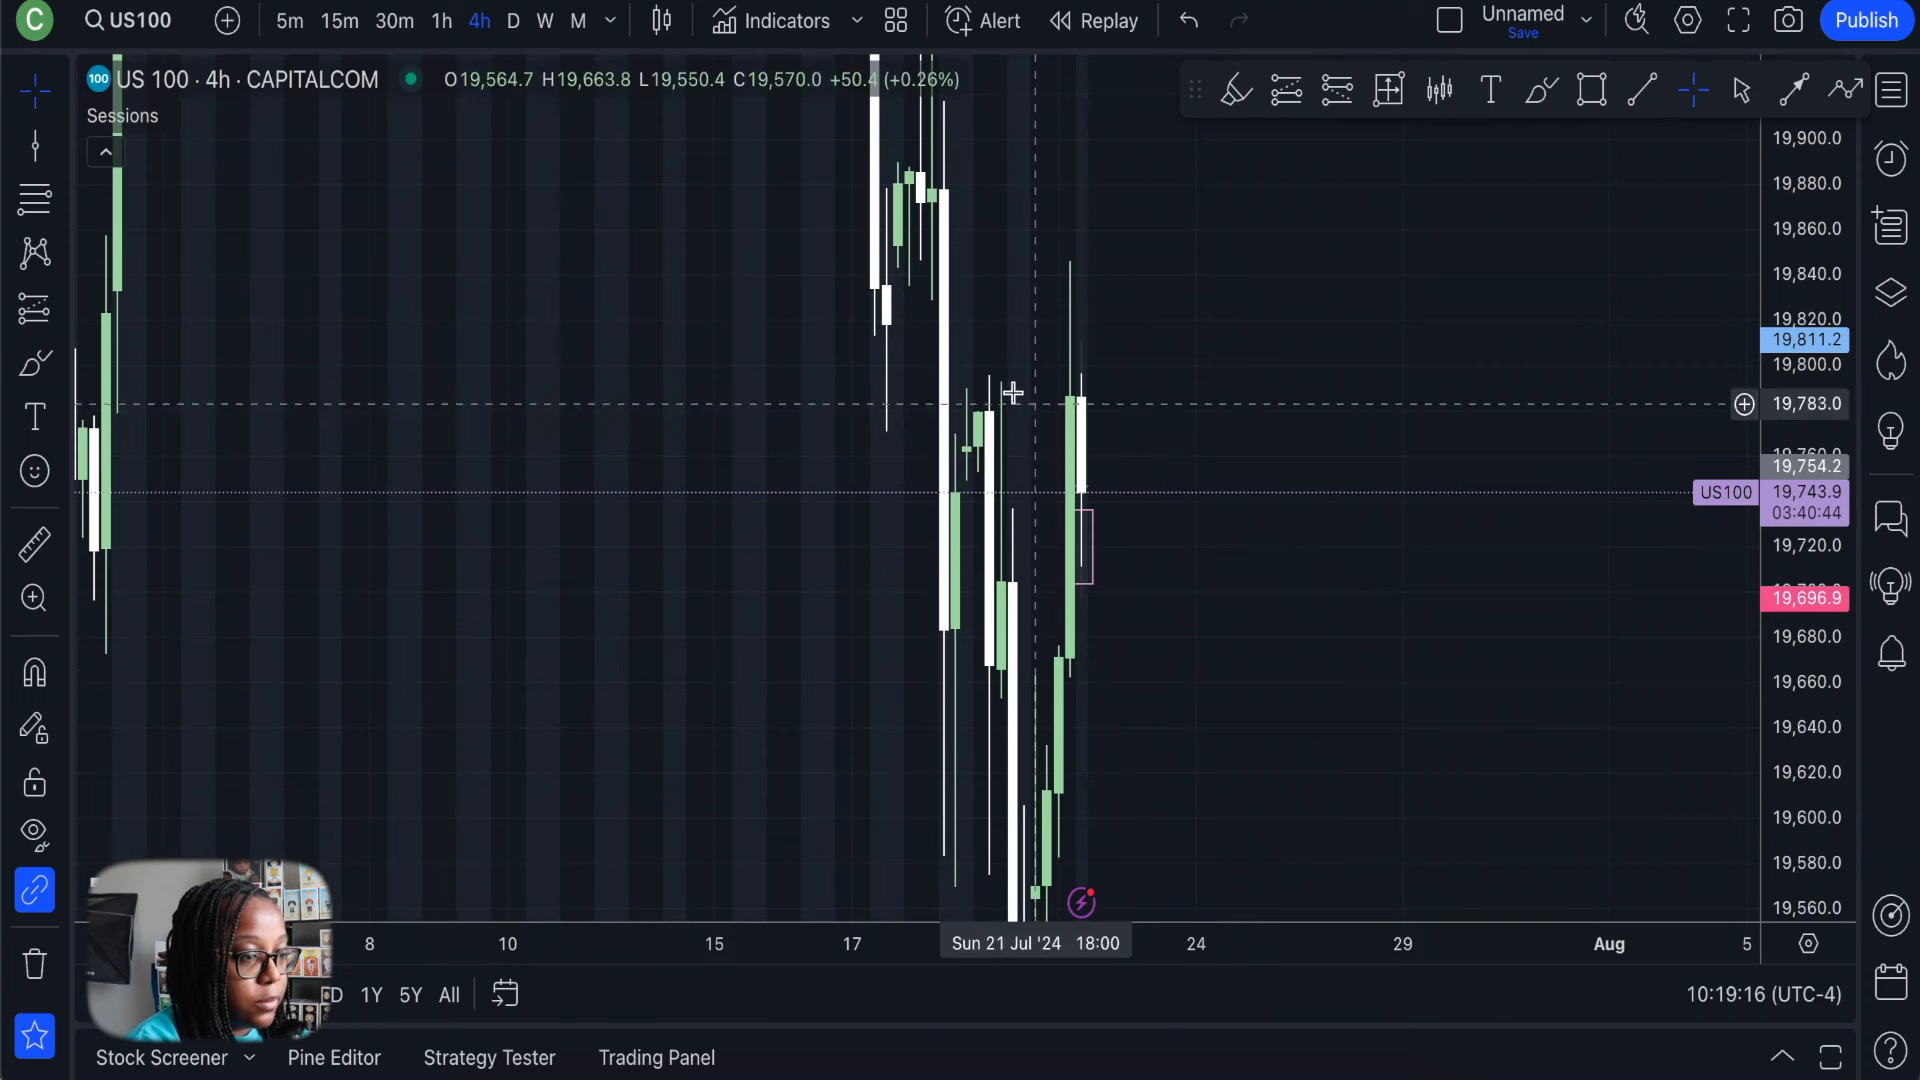 C
US100
5m 15m 30m 1h 4h D W M
Indicators
Alert
Replay
Unnamed
Save
Publish
100 US 100 · 4h · CAPITALCOM
O19,564.7 H19,663.8 L19,550.4 C19,570.0 +50.4 (+0.26%)
Sessions
19,900.0
19,880.0
19,860.0
19,840.0
19,820.0
19,811.2
19,800.0
19,783.0
19,760.0
19,754.2
US100 19,743.9
03:40:44
19,720.0
19,696.9
19,680.0
19,660.0
19,640.0
19,620.0
19,600.0
19,580.0
19,560.0
8 10 15 17 Sun 21 Jul '24 18:00 24 29 Aug 5
D 1Y 5Y All
10:19:16 (UTC-4)
Stock Screener Pine Editor Strategy Tester Trading Panel